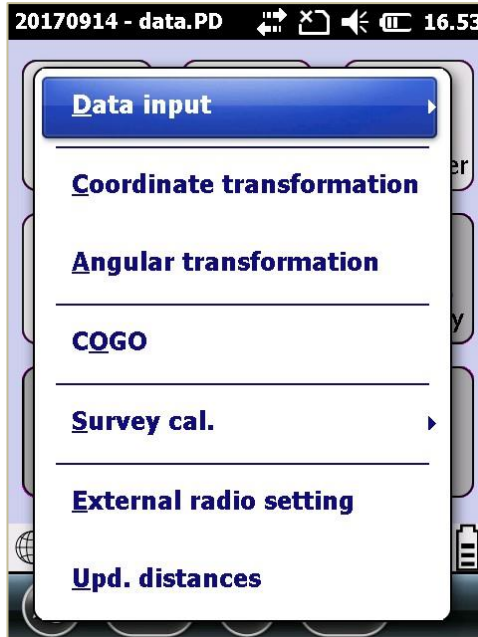 20170914 - data.PD 16.53
Data input
Coordinate transformation
er
Angular transformation
y
COGO
Survey cal.
External radio setting
Upd. distances